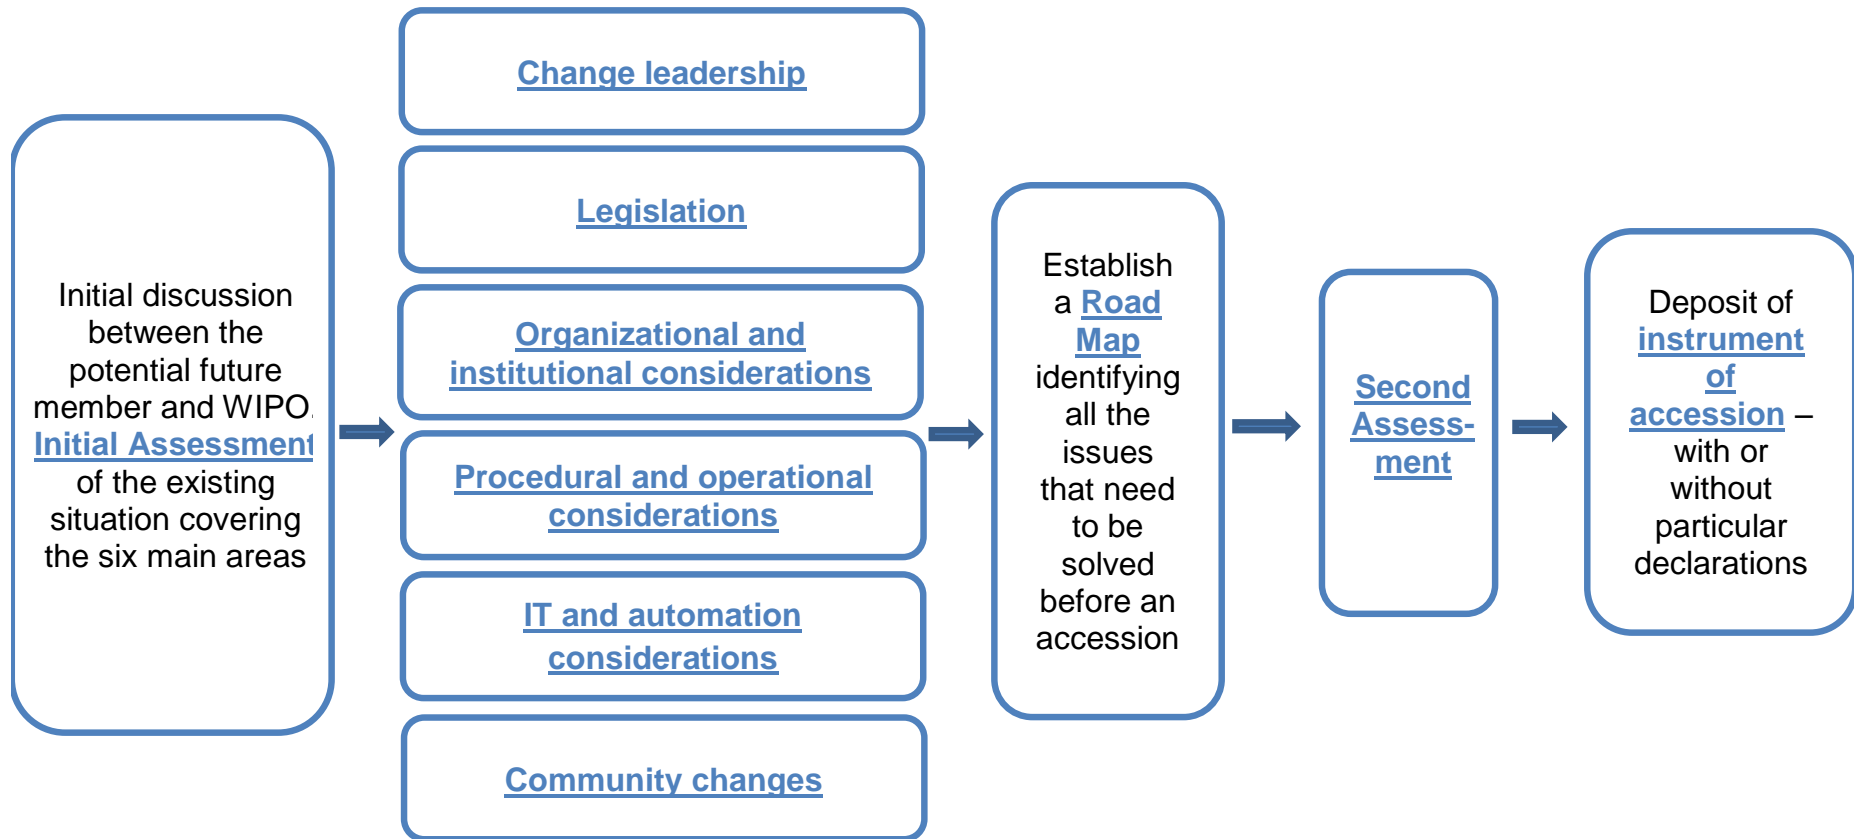 Initial discussion
between the
potential future
member and WIPO.
Initial Assessment
of the existing
situation covering
the six main areas
Change leadership
Legislation
Organizational and
institutional considerations
Procedural and operational
considerations
IT and automation
considerations
Community changes
Establish
a Road
Map
identifying
all the
issues
that need
to be
solved
before an
accession
Second
Assess-
ment
Deposit of
instrument
of
accession –
with or
without
particular
declarations